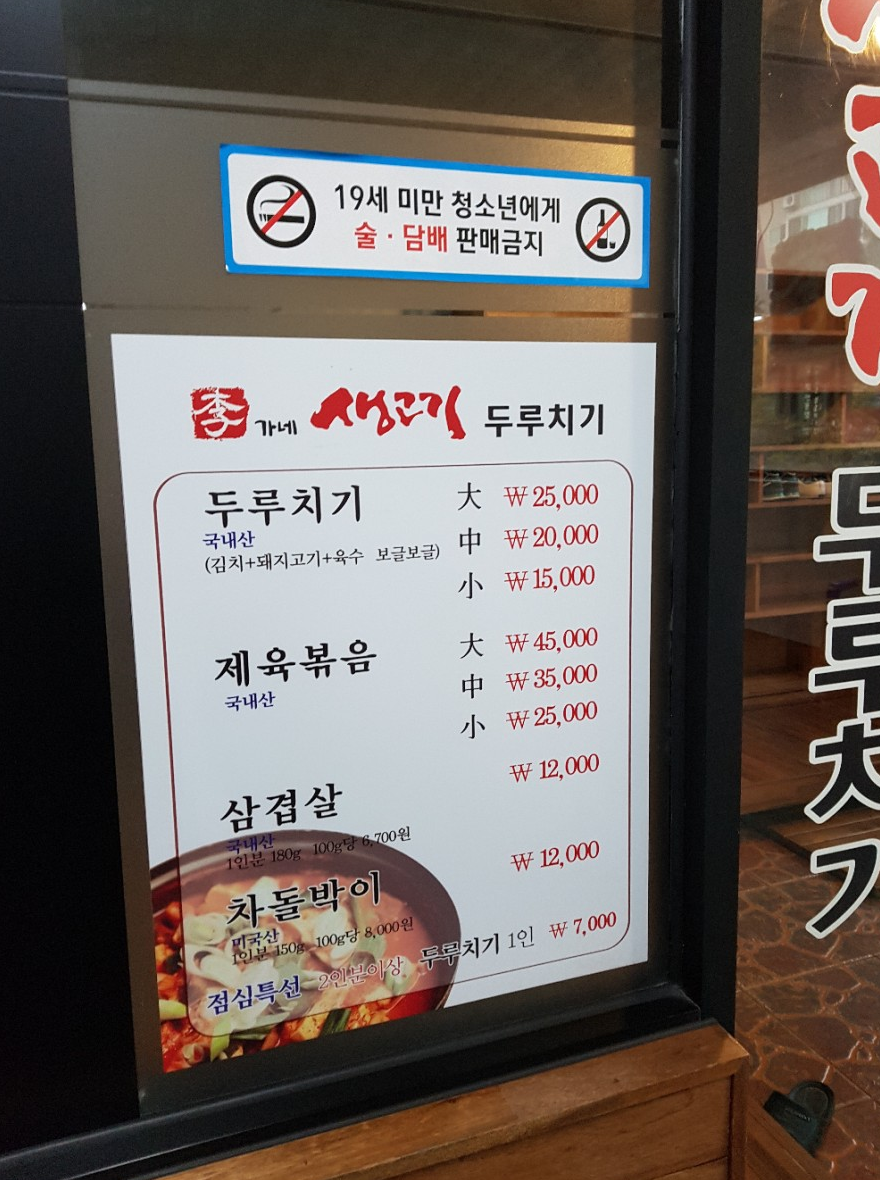 19세 미만 청소년에게
술·담배 판매금지
李 가네 생고기 두루치기
두루치기 大 ₩25,000
국내산 中 ₩20,000
(김치+돼지고기+육수 보글보글)
小 ₩15,000
제육볶음 大 ₩45,000
국내산 中 ₩35,000
小 ₩25,000
삼겹살 ₩12,000
국내산
1인분 180g 100g당 6,700원
차돌박이 ₩12,000
미국산
1인분 150g 100g당 8,000원
점심특선 2인분이상 두루치기 1인 ₩7,000
두루치기